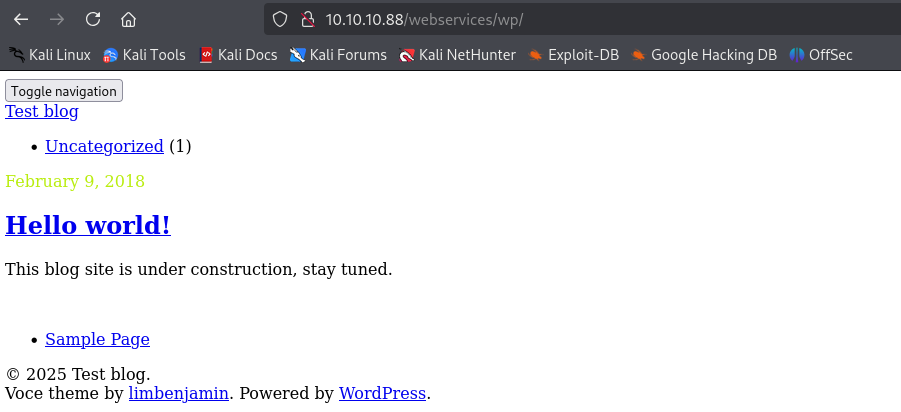 10.10.10.88/webservices/wp/
Kali Linux Kali Tools Kali Docs Kali Forums Kali NetHunter Exploit-DB Google Hacking DB OffSec
Toggle navigation
Test blog
• Uncategorized (1)
February 9, 2018
Hello world!
This blog site is under construction, stay tuned.
• Sample Page
© 2025 Test blog.
Voce theme by limbenjamin. Powered by WordPress.